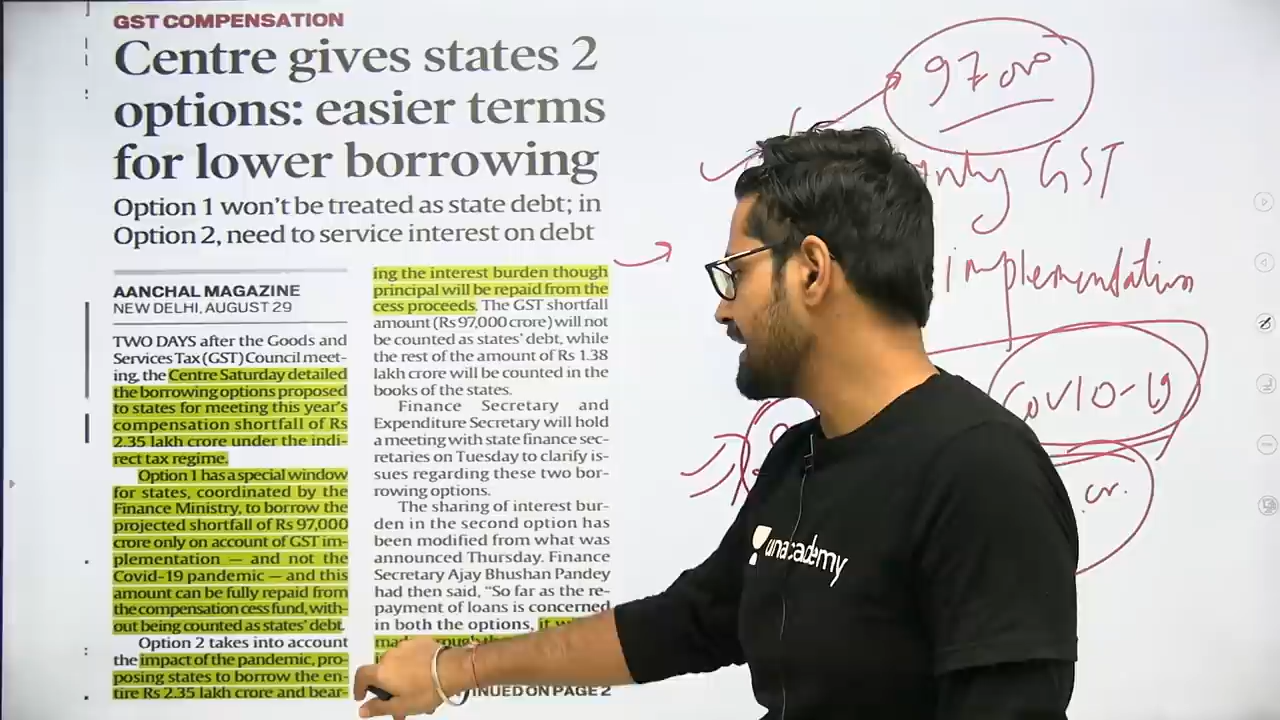 GST COMPENSATION
Centre gives states 2
options: easier terms
for lower borrowing
Option 1 won't be treated as state debt; in
Option 2, need to service interest on debt
AANCHAL MAGAZINE
NEW DELHI, AUGUST 29
TWO DAYS after the Goods and
Services Tax (GST) Council meet-
ing, the Centre Saturday detailed
the borrowing options proposed
to states for meeting this year's
compensation shortfall of Rs
2.35 lakh crore under the indi-
rect tax regime.
Option 1 has a special window
for states, coordinated by the
Finance Ministry, to borrow the
projected shortfall of Rs 97,000
crore only on account of GST im-
plementation — and not the
Covid-19 pandemic — and this
amount can be fully repaid from
the compensation cess fund, with-
out being counted as states' debt.
Option 2 takes into account
the impact of the pandemic, pro-
posing states to borrow the en-
tire Rs 2.35 lakh crore and bear-
ing the interest burden though
principal will be repaid from the
cess proceeds. The GST shortfall
amount (Rs 97,000 crore) will not
be counted as states' debt, while
the rest of the amount of Rs 1.38
lakh crore will be counted in the
books of the states.
Finance Secretary and
Expenditure Secretary will hold
a meeting with state finance sec-
retaries on Tuesday to clarify is-
sues regarding these two bor-
rowing options.
The sharing of interest bur-
den in the second option has
been modified from what was
announced Thursday. Finance
Secretary Ajay Bhushan Pandey
had then said, "So far as the re-
payment of loans is concerned
in both the options, it
INUED ON PAGE 2
97
GST
implementation
COVID-19
cr.
unacademy